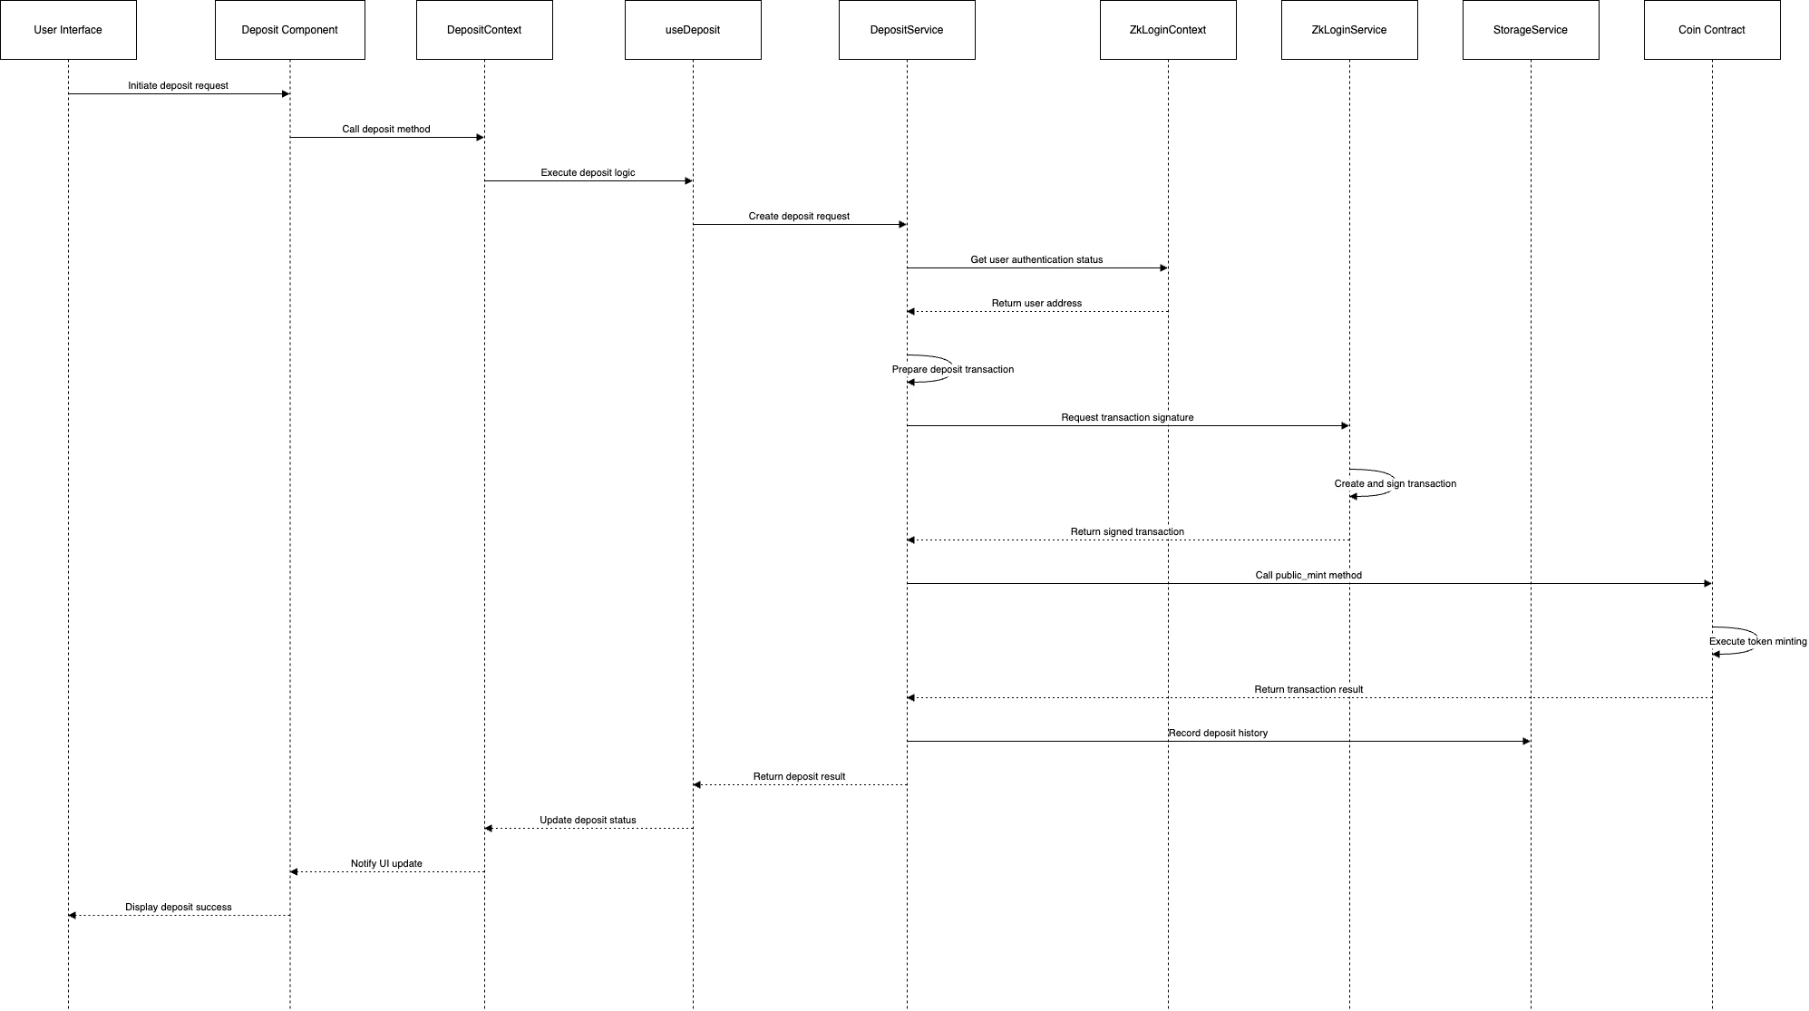 User Interface
Deposit Component
DepositContext
useDeposit
DepositService
ZkLoginContext
ZkLoginService
StorageService
Coin Contract
Initiate deposit request
Call deposit method
Execute deposit logic
Create deposit request
Get user authentication status
Return user address
Prepare deposit transaction
Request transaction signature
Create and sign transaction
Return signed transaction
Call public_mint method
Execute token minting
Return transaction result
Record deposit history
Return deposit result
Update deposit status
Notify UI update
Display deposit success